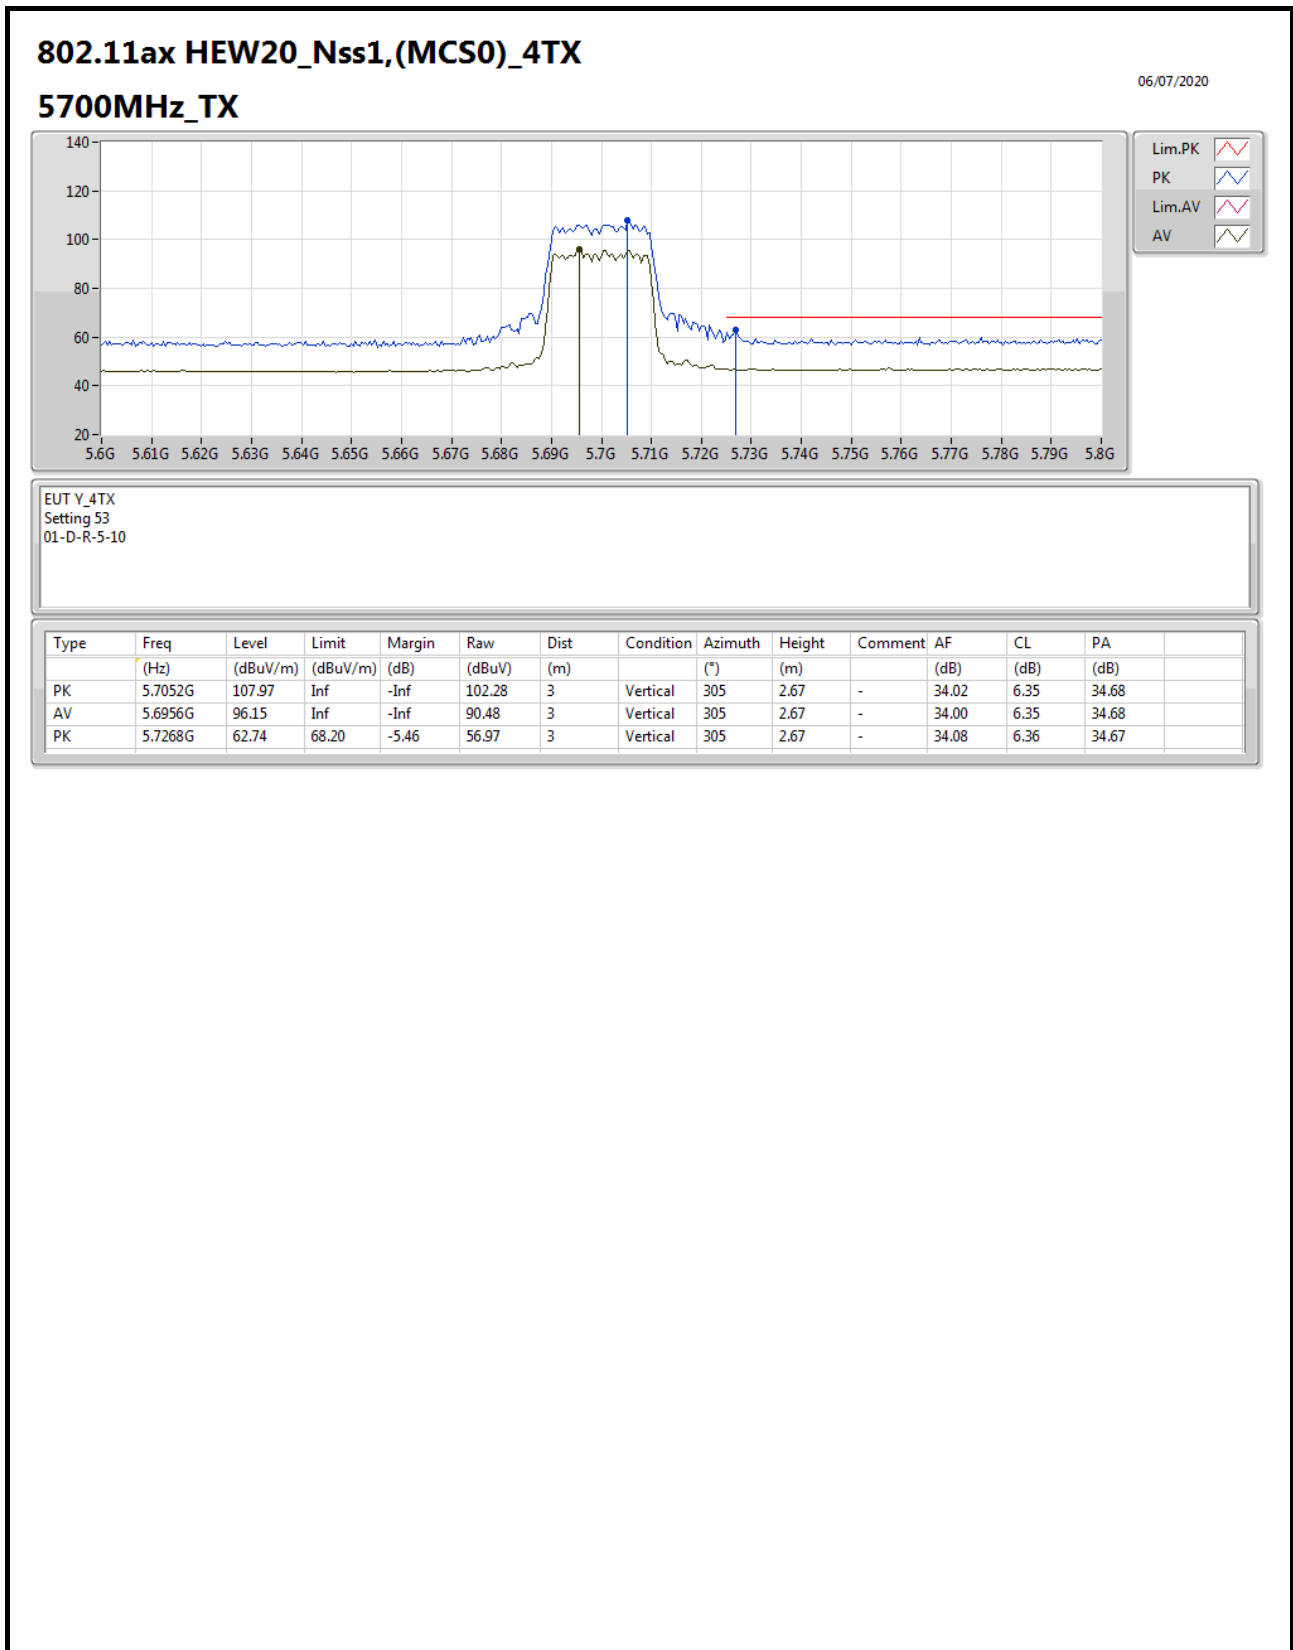 802.11ax HEW20_Nss1,(MCS0)_4TX
06/07/2020
5700MHz_TX
140
120
100
80
60
40
20
5.6G 5.61G 5.62G 5.63G 5.64G 5.65G 5.66G 5.67G 5.68G 5.69G 5.7G 5.71G 5.72G 5.73G 5.74G 5.75G 5.76G 5.77G 5.78G 5.79G 5.8G
Lim.PK
PK
Lim.AV
AV
EUT Y_4TX
Setting 53
01-D-R-5-10
Type Freq Level Limit Margin Raw Dist Condition Azimuth Height Comment AF CL PA
(Hz) (dBuV/m) (dBuV/m) (dB) (dBuV) (m) (°) (m) (dB) (dB) (dB)
PK 5.7052G 107.97 Inf -Inf 102.28 3 Vertical 305 2.67 - 34.02 6.35 34.68
AV 5.6956G 96.15 Inf -Inf 90.48 3 Vertical 305 2.67 - 34.00 6.35 34.68
PK 5.7268G 62.74 68.20 -5.46 56.97 3 Vertical 305 2.67 - 34.08 6.36 34.67